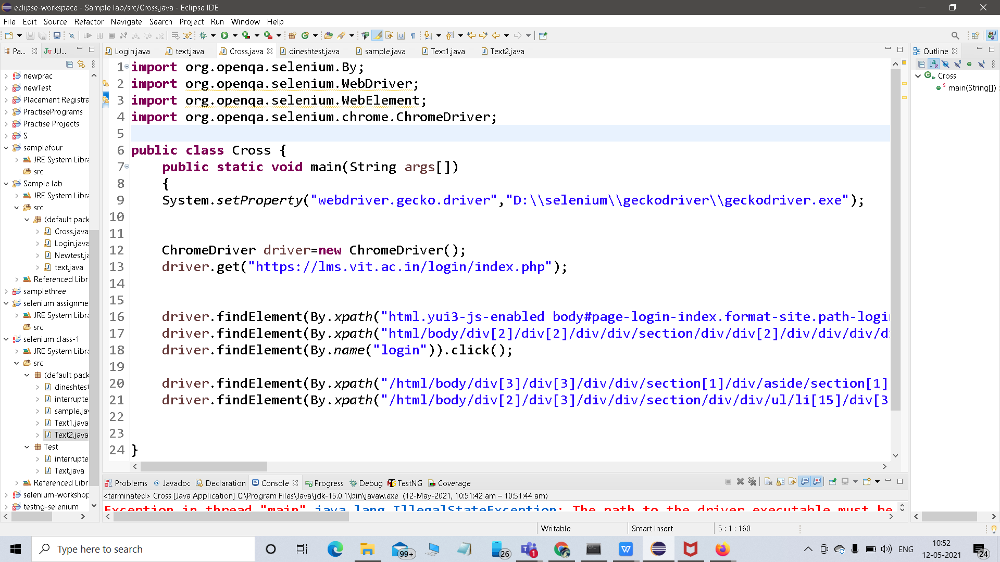 eclipse-workspace - Sample lab/src/Cross.java - Eclipse IDE
File Edit Source Refactor Navigate Search Project Run Window Help
Pa... JU... Login.java text.java Cross.java dineshtest.java sample.java Text1.java Text2.java Outline
newprac
newTest
Placement Registra
PractisePrograms
Practise Projects
S
samplefour
JRE System Libra
src
Sample lab
JRE System Libra
src
(default pack
Cross.java
Login.java
Newtest.ja
text.java
Referenced Libr
samplethree
selenium assignme
JRE System Libra
src
selenium class-1
JRE System Libra
src
(default pack
dineshtest
interrupte
sample.jav
Text1.java
Text2.java
Test
interrupte
Text.java
Referenced Libr
selenium-workshop
testng-selenium
1 import org.openqa.selenium.By;
2 import org.openqa.selenium.WebDriver;
3 import org.openqa.selenium.WebElement;
4 import org.openqa.selenium.chrome.ChromeDriver;
5
6 public class Cross {
7 public static void main(String args[])
8 {
9 System.setProperty("webdriver.gecko.driver","D:\\selenium\\geckodriver\\geckodriver.exe");
10
11
12 ChromeDriver driver=new ChromeDriver();
13 driver.get("https://lms.vit.ac.in/login/index.php");
14
15
16 driver.findElement(By.xpath("html.yui3-js-enabled body#page-login-index.format-site.path-login
17 driver.findElement(By.xpath("html/body/div[2]/div[2]/div/div/section/div/div[2]/div/div/div/di
18 driver.findElement(By.name("login")).click();
19
20 driver.findElement(By.xpath("/html/body/div[3]/div[3]/div/div/section[1]/div/aside/section[1]/
21 driver.findElement(By.xpath("/html/body/div[2]/div[3]/div/div/section/div/div/ul/li[15]/div[3
22
23
24 }
Cross
main(String[]) :
Problems @ Javadoc Declaration Console Progress Debug TestNG Coverage
<terminated> Cross [Java Application] C:\Program Files\Java\jdk-15.0.1\bin\javaw.exe (12-May-2021, 10:51:42 am – 10:51:44 am)
Exception in thread "main" java.lang.IllegalStateException: The path to the driver executable must be
Writable Smart Insert 5 : 1 : 160
Type here to search
99+ 26 1
ENG
10:52
12-05-2021
24